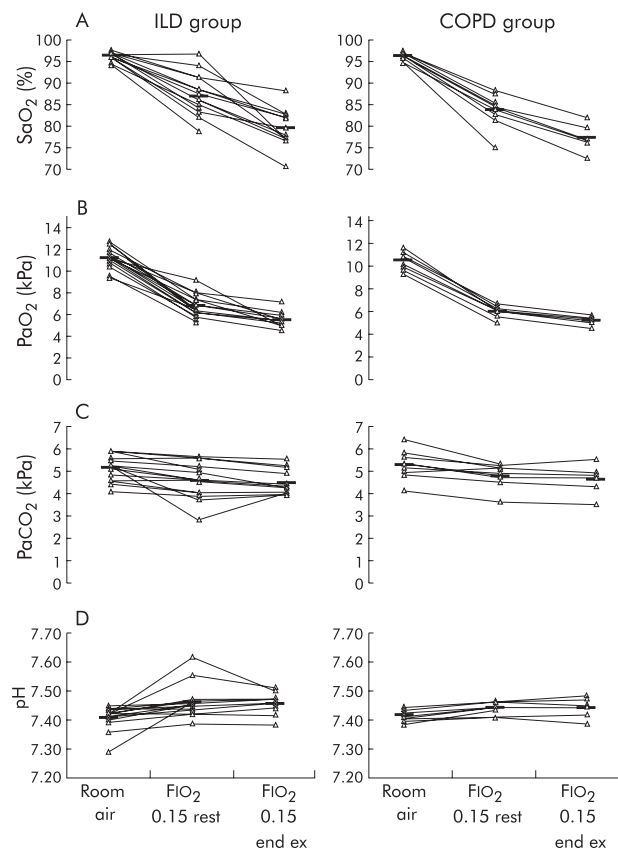 A ILD group COPD group
SaO2 (%)
100 100
95 95
90 90
85 85
80 80
75 75
70 70
B
PaO2 (kPa)
14 14
12 12
10 10
8 8
6 6
4 4
2 2
0 0
C
PaCO2 (kPa)
7 7
6 6
5 5
4 4
3 3
2 2
1 1
0 0
D
pH
7.70 7.70
7.60 7.60
7.50 7.50
7.40 7.40
7.30 7.30
7.20 7.20
Room FIO2 FIO2 Room FIO2 FIO2
air 0.15 rest 0.15 air 0.15 rest 0.15
end ex end ex